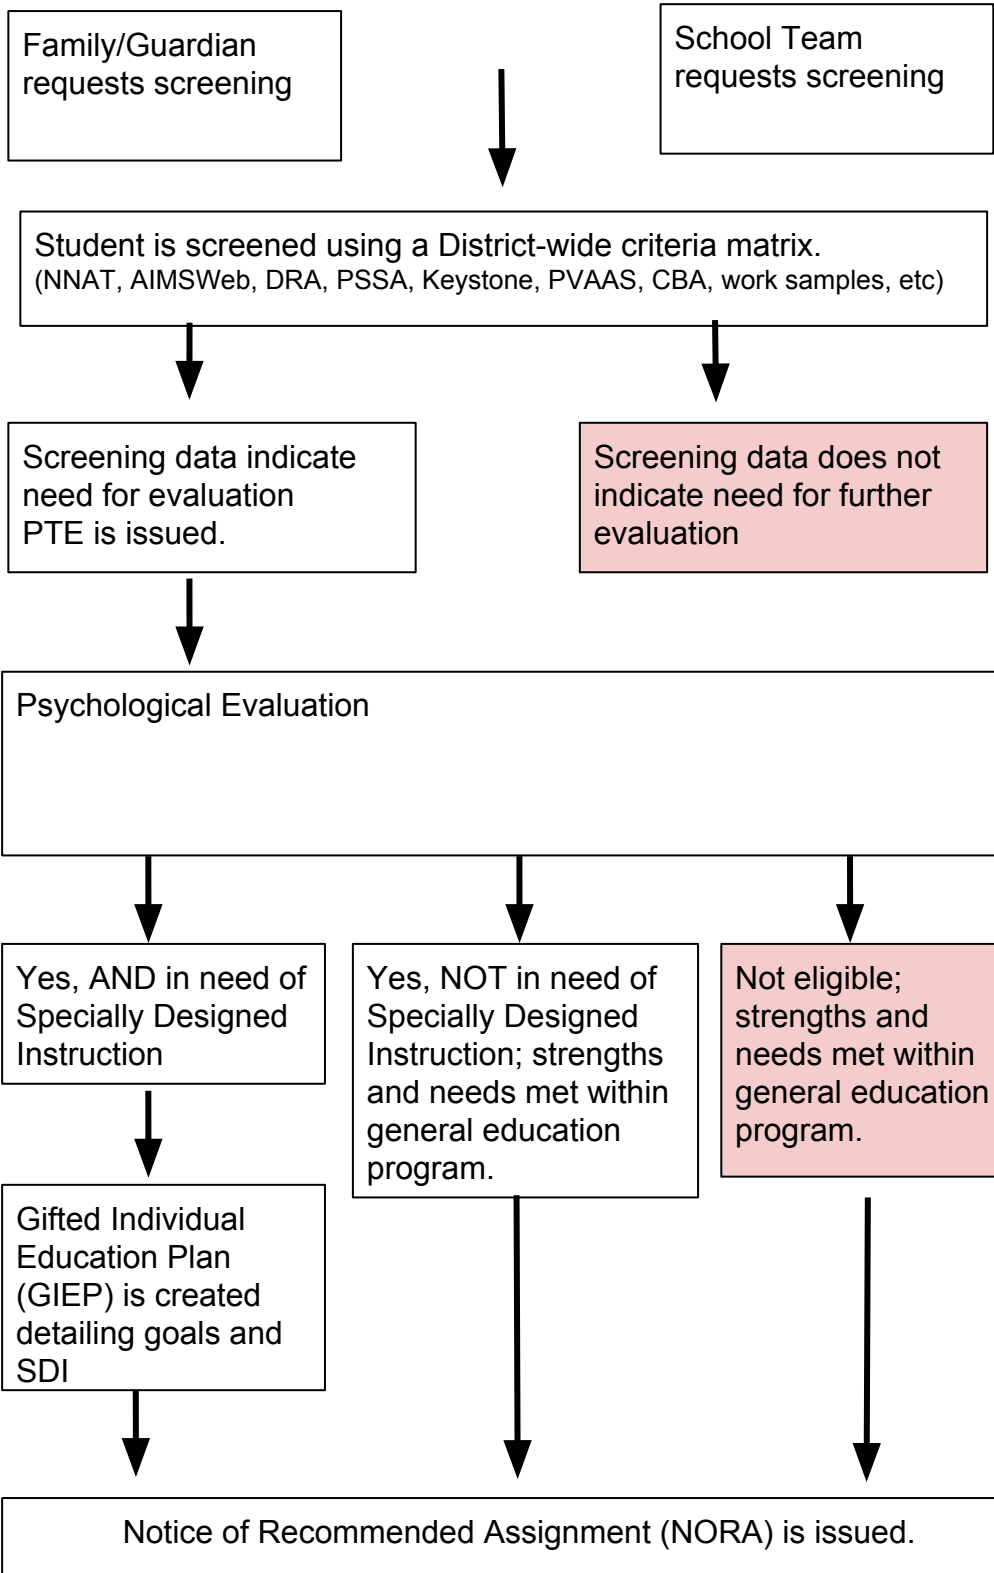 Family/Guardian
requests screening
School Team
requests screening
Student is screened using a District-wide criteria matrix.
(NNAT, AIMSWeb, DRA, PSSA, Keystone, PVAAS, CBA, work samples, etc)
Screening data indicate
need for evaluation
PTE is issued.
Screening data does not
indicate need for further
evaluation
Psychological Evaluation
Yes, AND in need of
Specially Designed
Instruction
Yes, NOT in need of
Specially Designed
Instruction; strengths
and needs met within
general education
program.
Not eligible;
strengths and
needs met within
general education
program.
Gifted Individual
Education Plan
(GIEP) is created
detailing goals and
SDI
Notice of Recommended Assignment (NORA) is issued.